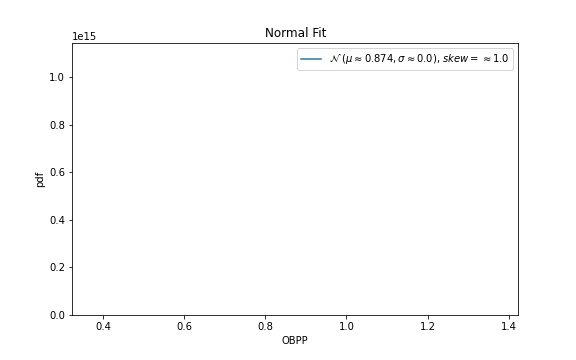 Normal Fit
1e15
𝒩 (μ ≈ 0.874, σ ≈ 0.0), skew = ≈ 1.0
1.0
0.8
0.6
0.4
0.2
0.0
pdf
0.4 0.6 0.8 1.0 1.2 1.4
OBPP